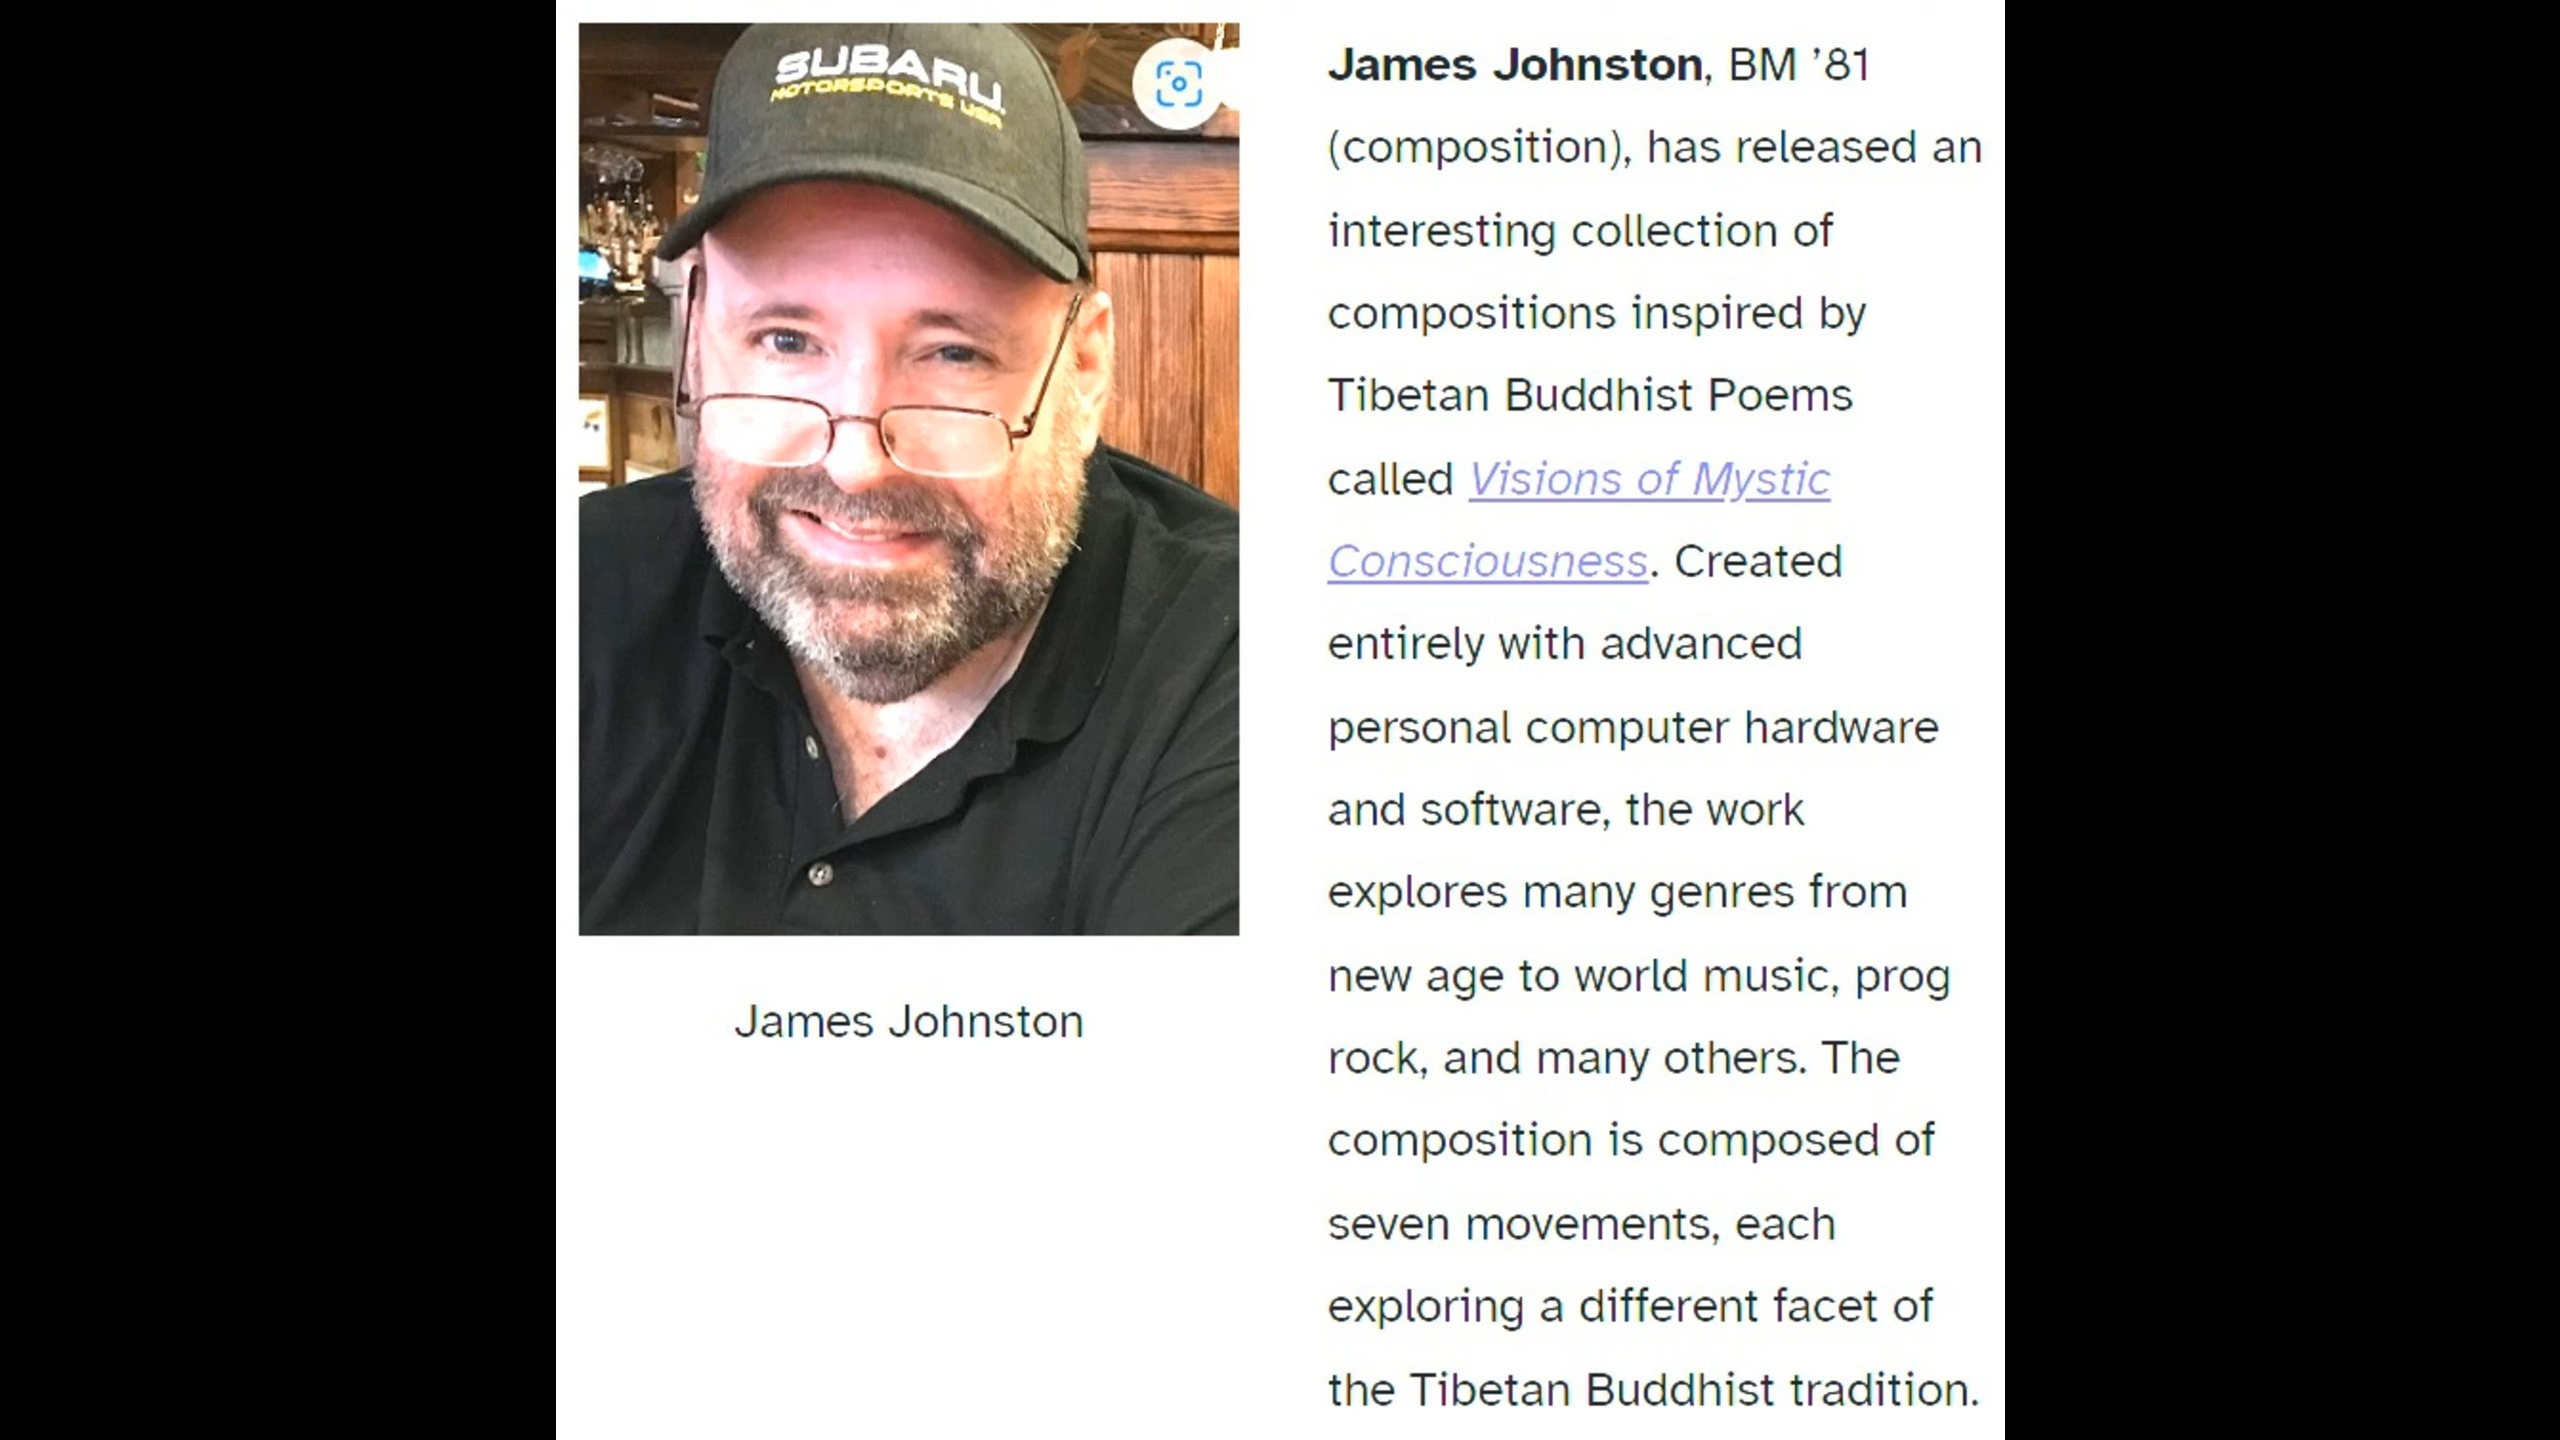 SUBARU
MOTORSPORTS USA
James Johnston
James Johnston, BM ’81
(composition), has released an
interesting collection of
compositions inspired by
Tibetan Buddhist Poems
called Visions of Mystic
Consciousness. Created
entirely with advanced
personal computer hardware
and software, the work
explores many genres from
new age to world music, prog
rock, and many others. The
composition is composed of
seven movements, each
exploring a different facet of
the Tibetan Buddhist tradition.